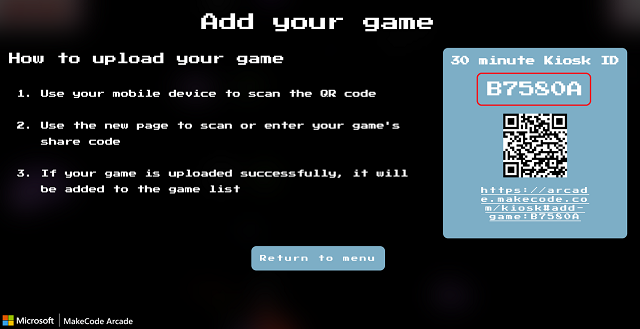 Add your game
How to upload your game
1. Use your mobile device to scan the QR code
2. Use the new page to scan or enter your game's
share code
3. If your game is uploaded successfully, it will
be added to the game list
30 minute Kiosk ID
B7580A
https://arcad
e.makecode.co
m/kiosk#add-
game:B7580A
Return to menu
Microsoft | MakeCode Arcade